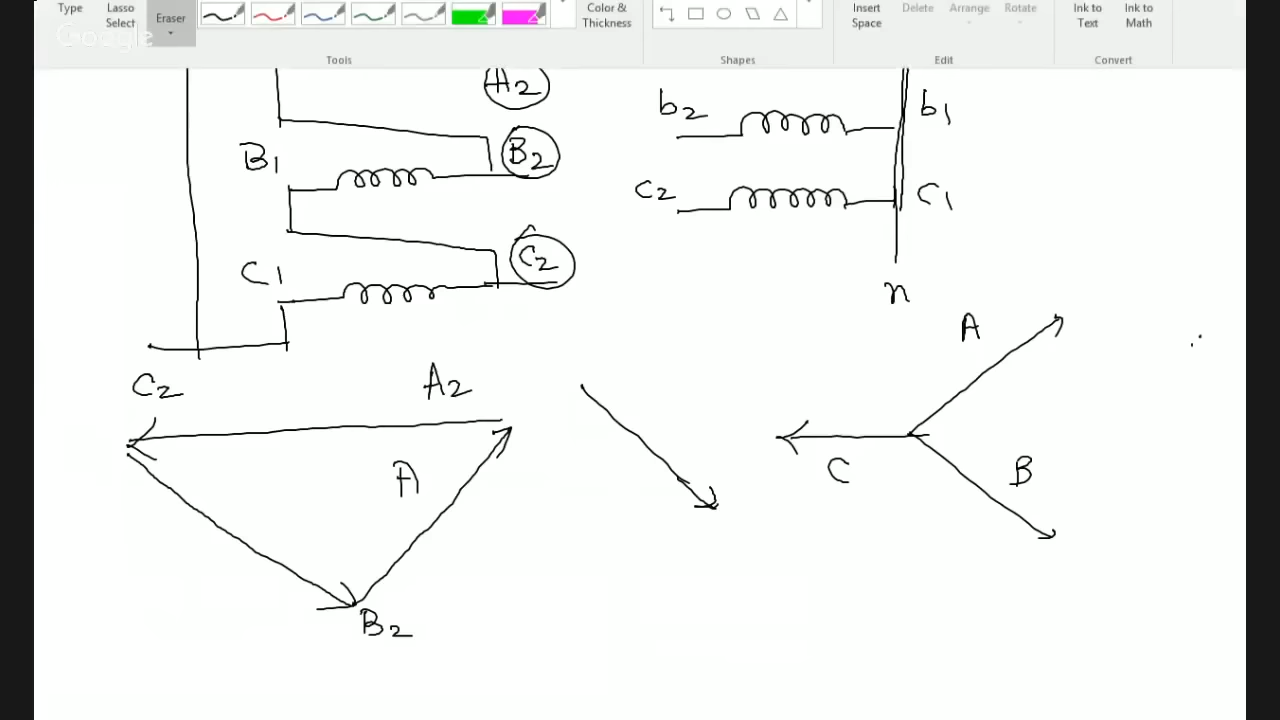 Type
Lasso
Select
Eraser
Color &
Thickness
Insert
Space
Delete
Arrange
Rotate
Ink to
Text
Ink to
Math
Google
Tools
Shapes
Edit
Convert
A2
B1
B2
C1
C2
b2
b1
C2
C1
n
C2
A2
A
B2
A
B
C